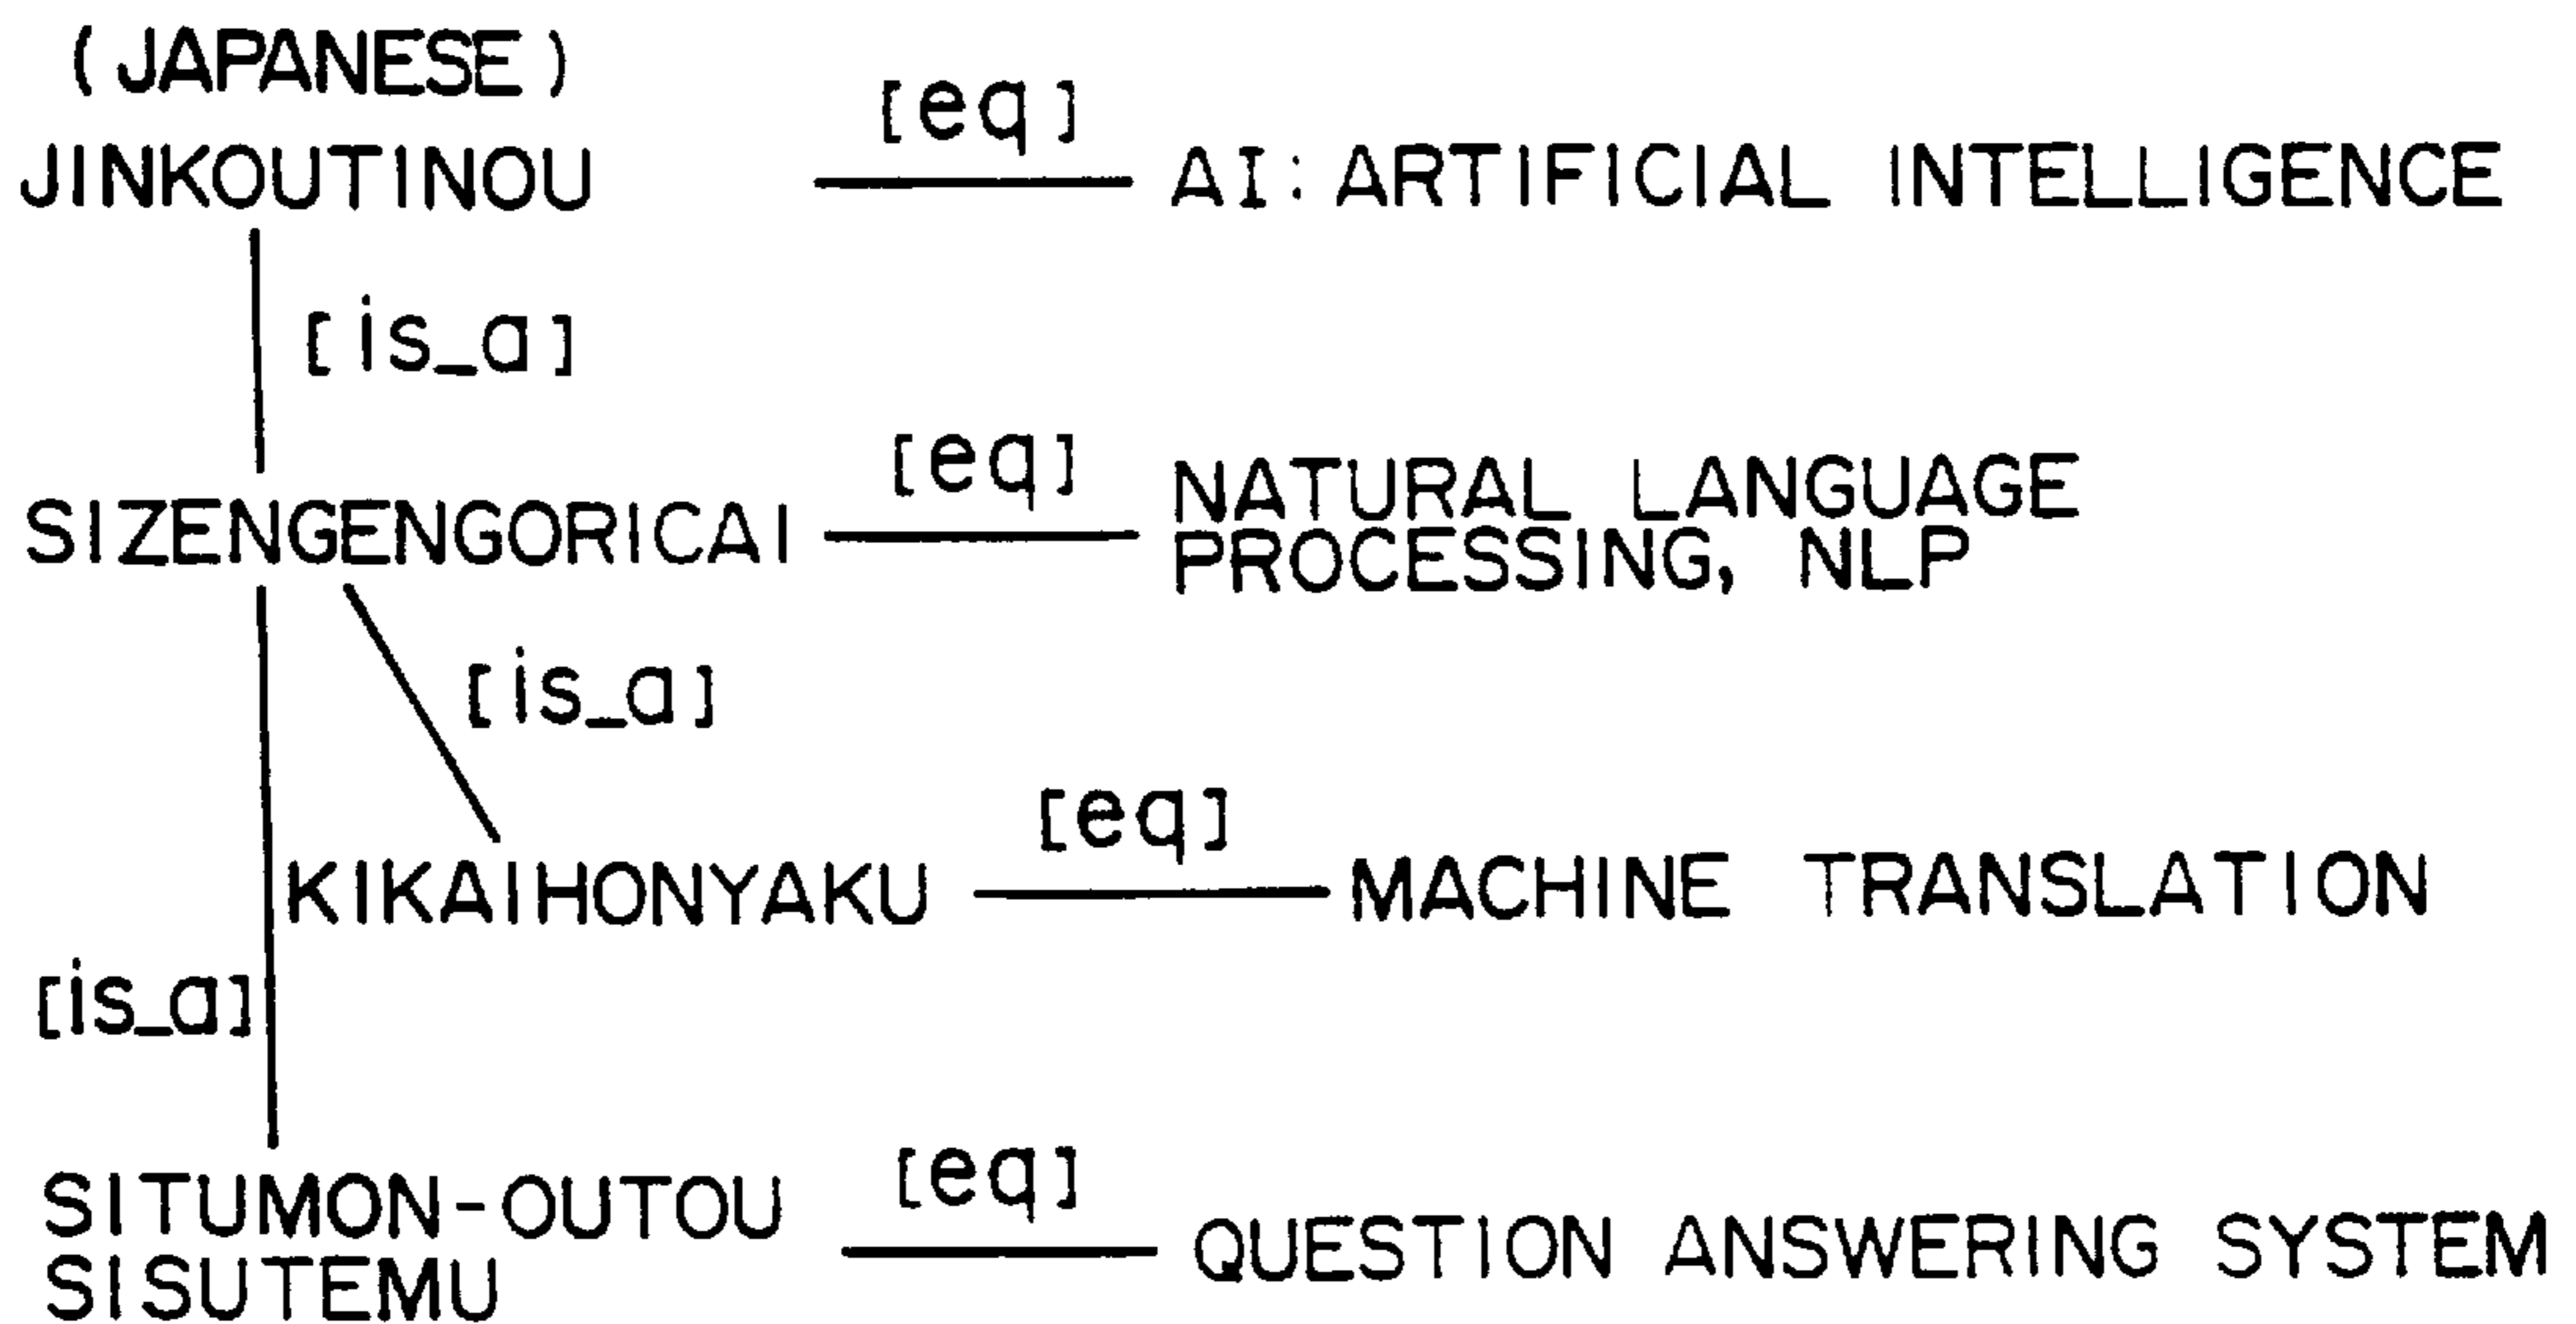 (JAPANESE)
[eq]
JINKOUTINOU AI: ARTIFICIAL INTELLIGENCE
[is_a]
[eq]
NATURAL LANGUAGE
SIZENGENGORICAI
PROCESSING, NLP
[is_a]
[eq]
KIKAIHONYAKU MACHINE TRANSLATION
[is_a]
[eq]
SITUMON-OUTOU
QUESTION ANSWERING SYSTEM
SISUTEMU